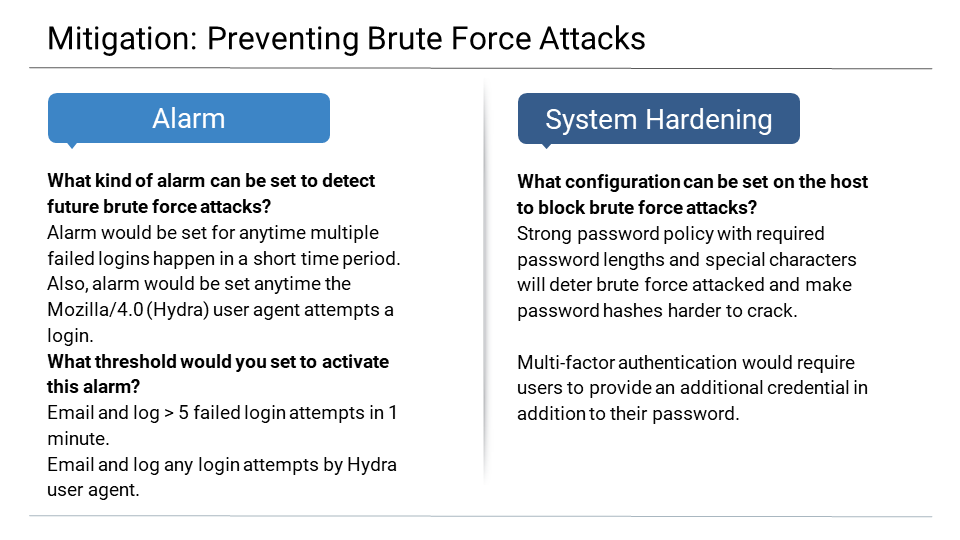 Mitigation: Preventing Brute Force Attacks
Alarm
What kind of alarm can be set to detect
future brute force attacks?
Alarm would be set for anytime multiple
failed logins happen in a short time period.
Also, alarm would be set anytime the
Mozilla/4.0 (Hydra) user agent attempts a
login.
What threshold would you set to activate
this alarm?
Email and log > 5 failed login attempts in 1
minute.
Email and log any login attempts by Hydra
user agent.
System Hardening
What configuration can be set on the host
to block brute force attacks?
Strong password policy with required
password lengths and special characters
will deter brute force attacked and make
password hashes harder to crack.
Multi-factor authentication would require
users to provide an additional credential in
addition to their password.